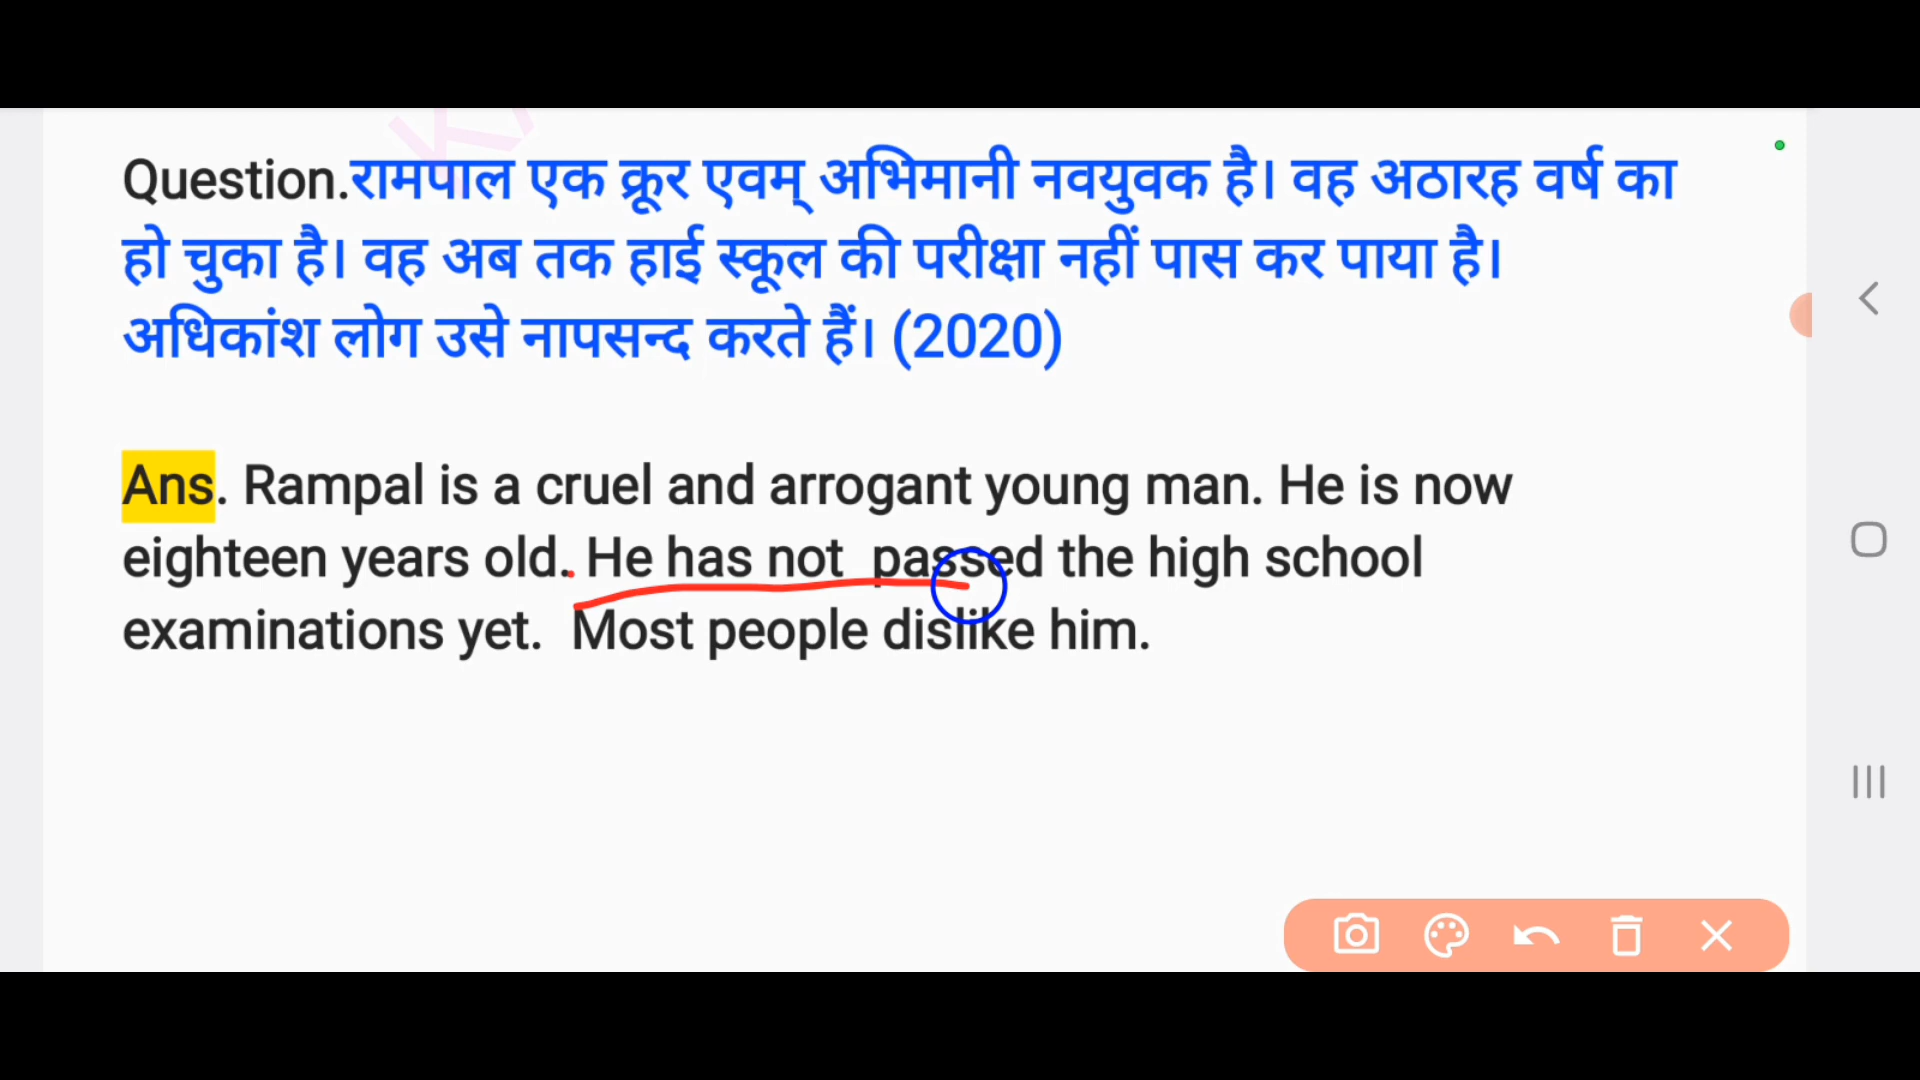 Question.रामपाल एक क्रूर एवम् अभिमानी नवयुवक है। वह अठारह वर्ष का
हो चुका है। वह अब तक हाई स्कूल की परीक्षा नहीं पास कर पाया है।
अधिकांश लोग उसे नापसन्द करते हैं। (2020)
Ans. Rampal is a cruel and arrogant young man. He is now
eighteen years old. He has not  passed the high school
examinations yet.  Most people dislike him.